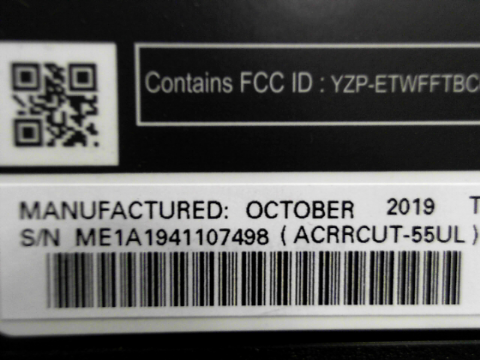 Contains FCC ID : YZP-ETWFFTBC
MANUFACTURED: OCTOBER 2019 T
S/N ME1A1941107498 ( ACRRCUT-55UL )